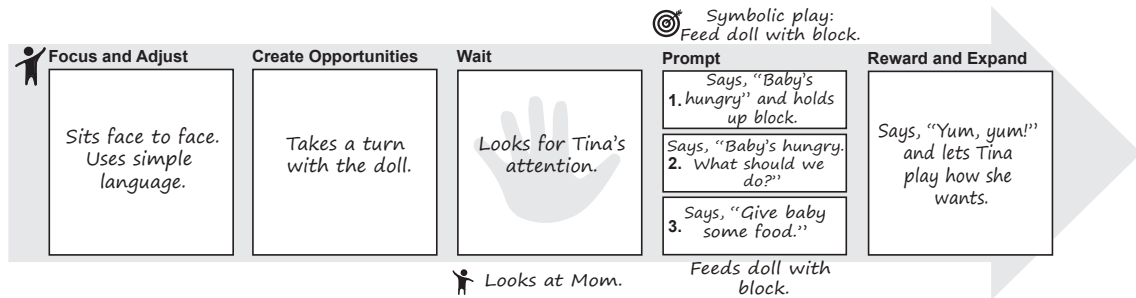 Symbolic play:
Feed doll with block.
Focus and Adjust
Sits face to face.
Uses simple
language.
Create Opportunities
Takes a turn
with the doll.
Wait
Looks for Tina's
attention.
Looks at Mom.
Prompt
Says, “Baby's
1. hungry” and holds
up block.
Says, “Baby's hungry.
2. What should we
do?”
Says, “Give baby
3. some food.”
Feeds doll with
block.
Reward and Expand
Says, “Yum, yum!”
and lets Tina
play how she
wants.